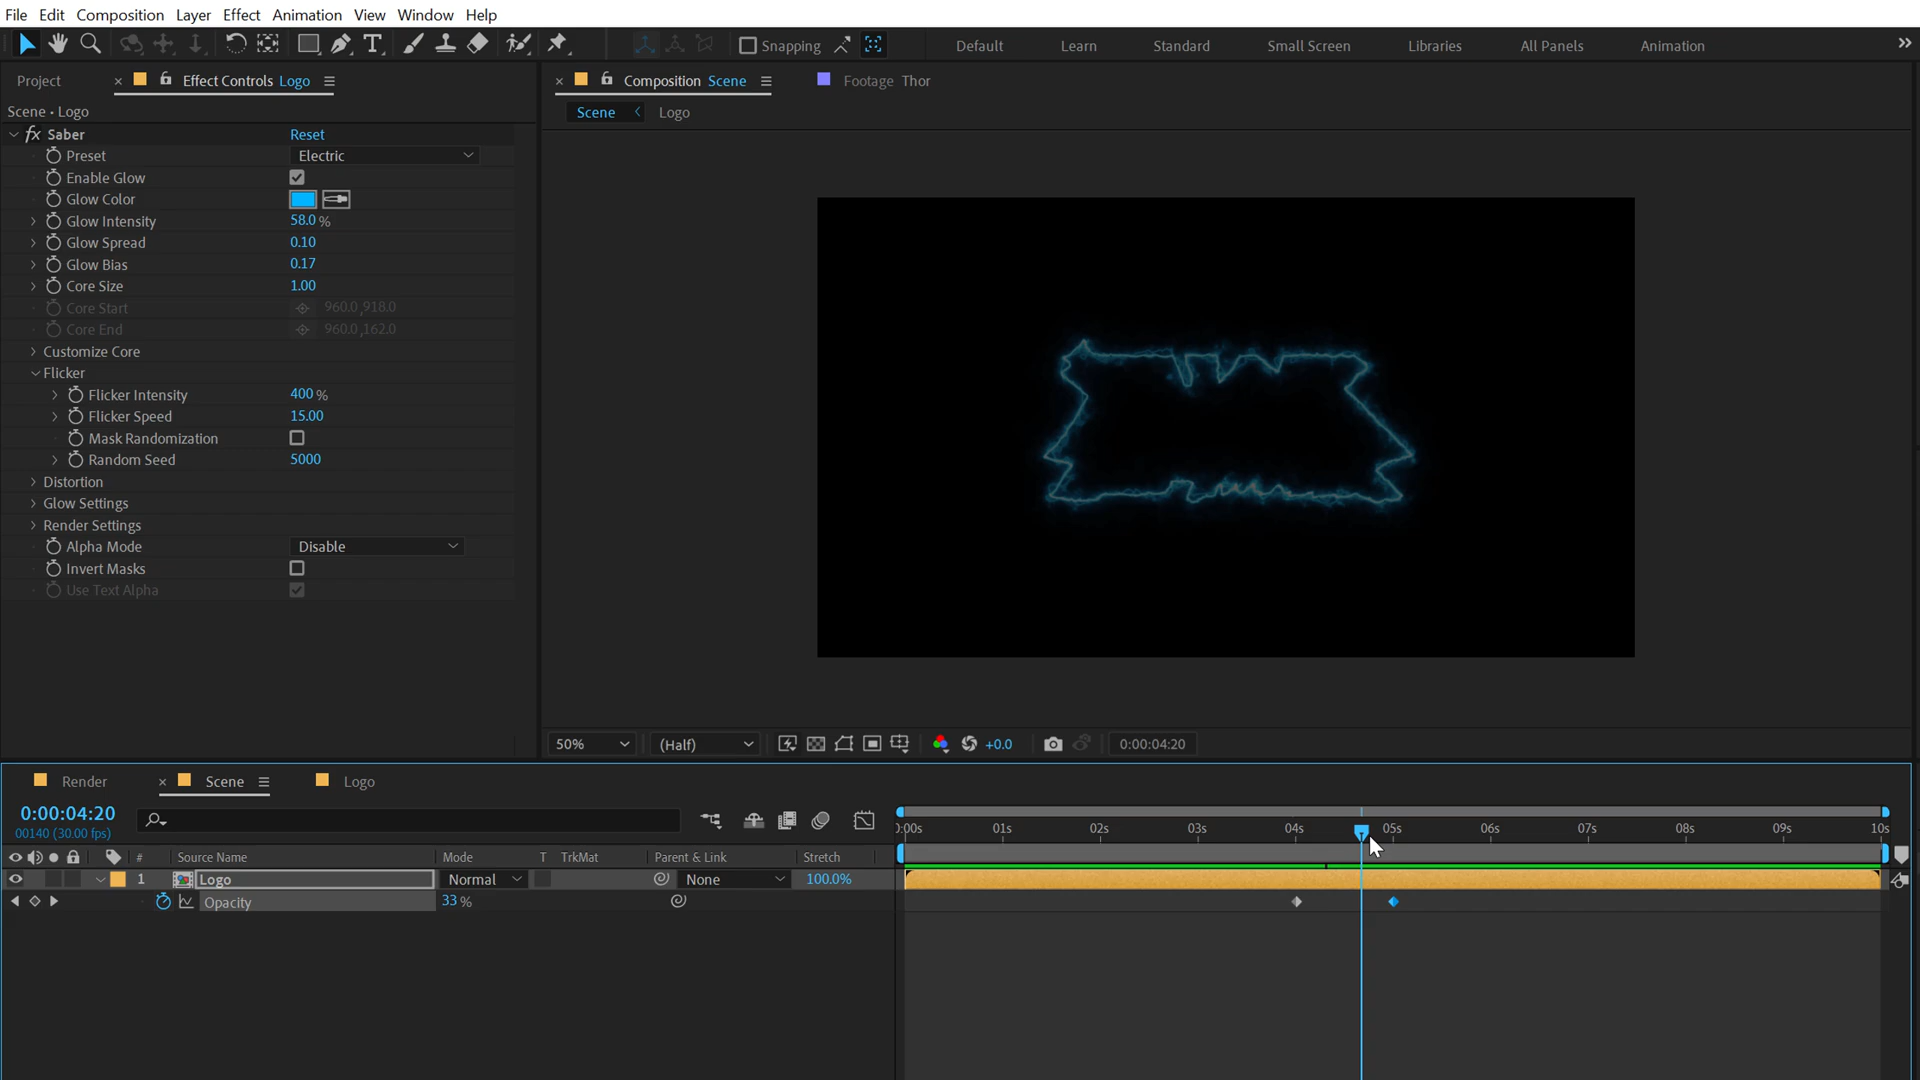 File Edit Composition Layer Effect Animation View Window Help
Snapping Default Learn Standard Small Screen Libraries All Panels Animation
Project Effect Controls Logo
Composition Scene Footage Thor
Scene • Logo
Scene Logo
fx Saber Reset
Preset Electric
Enable Glow
Glow Color
Glow Intensity 58.0 %
Glow Spread 0.10
Glow Bias 0.17
Core Size 1.00
Core Start 960.0,918.0
Core End 960.0,162.0
Customize Core
Flicker
Flicker Intensity 400 %
Flicker Speed 15.00
Mask Randomization
Random Seed 5000
Distortion
Glow Settings
Render Settings
Alpha Mode Disable
Invert Masks
Use Text Alpha
50% (Half) +0.0 0:00:04:20
Render Scene Logo
0:00:04:20
00140 (30.00 fps)
0:00s 01s 02s 03s 04s 05s 06s 07s 08s 09s 10s
# Source Name Mode T TrkMat Parent & Link Stretch
1 Logo Normal None 100.0%
Opacity 33 %